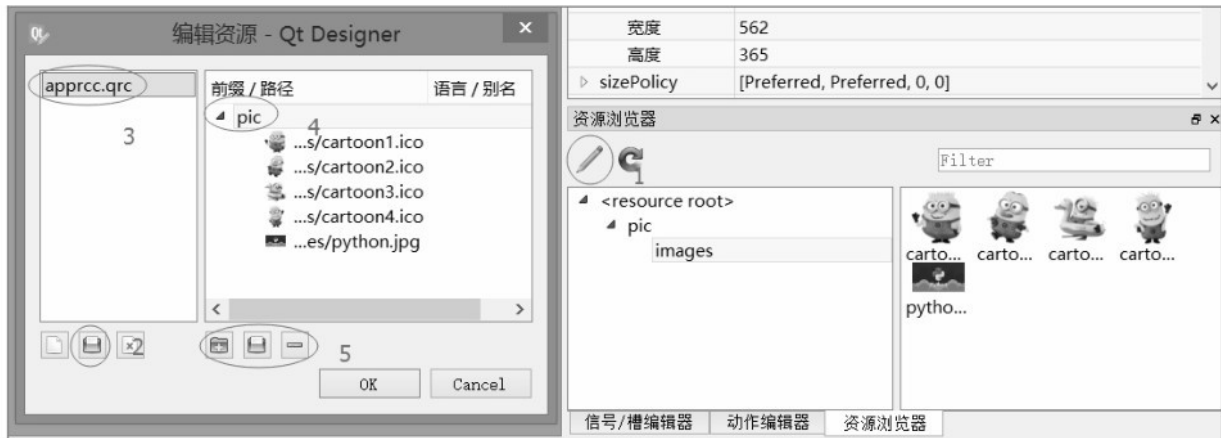 编辑资源 - Qt Designer
apprcc.qrc
3
前缀 / 路径
语言 / 别名
pic
4
...s/cartoon1.ico
...s/cartoon2.ico
...s/cartoon3.ico
...s/cartoon4.ico
...es/python.jpg
2
5
OK
Cancel
宽度 562
高度 365
sizePolicy [Preferred, Preferred, 0, 0]
资源浏览器
1
Filter
<resource root>
pic
images
carto... carto... carto... carto...
pytho...
信号/槽编辑器 动作编辑器 资源浏览器